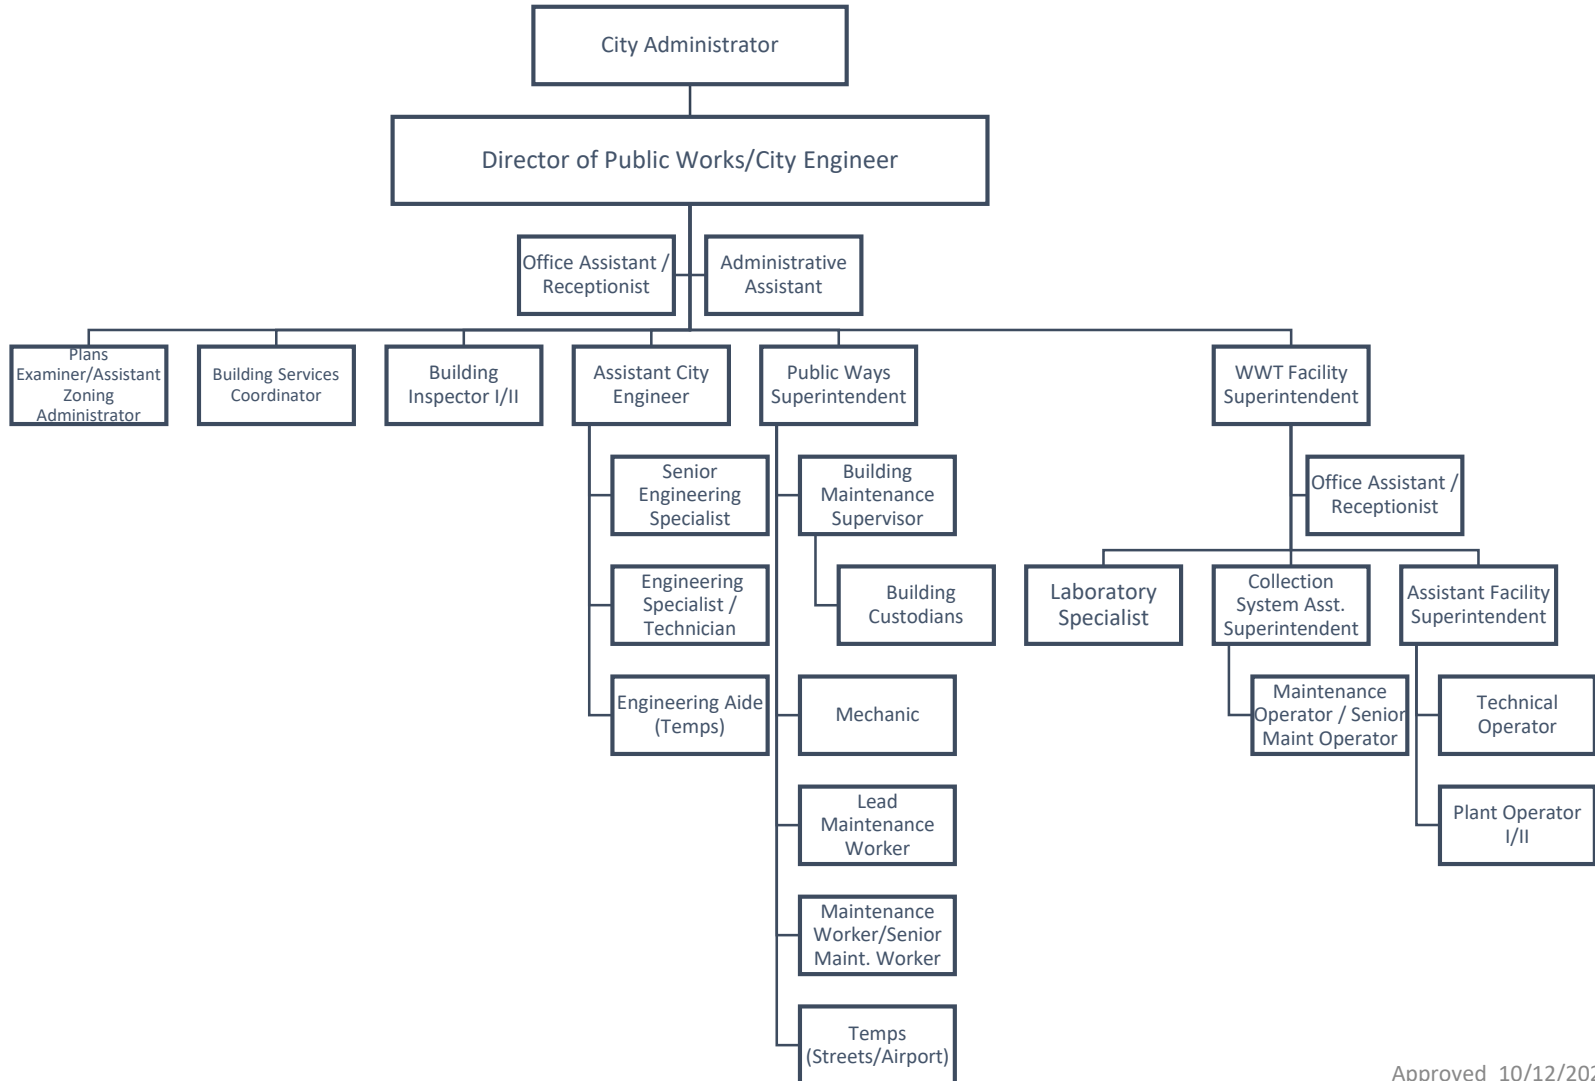 City Administrator
Director of Public Works/City Engineer
Office Assistant /
Receptionist
Administrative
Assistant
Plans
Examiner/Assistant
Zoning
Administrator
Building Services
Coordinator
Building
Inspector I/II
Assistant City
Engineer
Public Ways
Superintendent
WWT Facility
Superintendent
Senior
Engineering
Specialist
Building
Maintenance
Supervisor
Office Assistant /
Receptionist
Engineering
Specialist /
Technician
Building
Custodians
Laboratory
Specialist
Collection
System Asst.
Superintendent
Assistant Facility
Superintendent
Engineering Aide
(Temps)
Mechanic
Maintenance
Operator / Senior
Maint Operator
Technical
Operator
Lead
Maintenance
Worker
Plant Operator
I/II
Maintenance
Worker/Senior
Maint. Worker
Temps
(Streets/Airport)
Approved